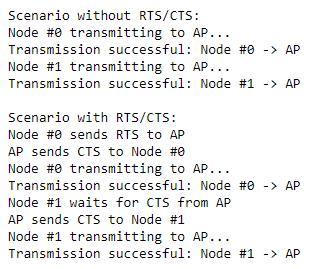 Scenario without RTS/CTS:
Node #0 transmitting to AP...
Transmission successful: Node #0 -> AP
Node #1 transmitting to AP...
Transmission successful: Node #1 -> AP

Scenario with RTS/CTS:
Node #0 sends RTS to AP
AP sends CTS to Node #0
Node #0 transmitting to AP...
Transmission successful: Node #0 -> AP
Node #1 waits for CTS from AP
AP sends CTS to Node #1
Node #1 transmitting to AP...
Transmission successful: Node #1 -> AP